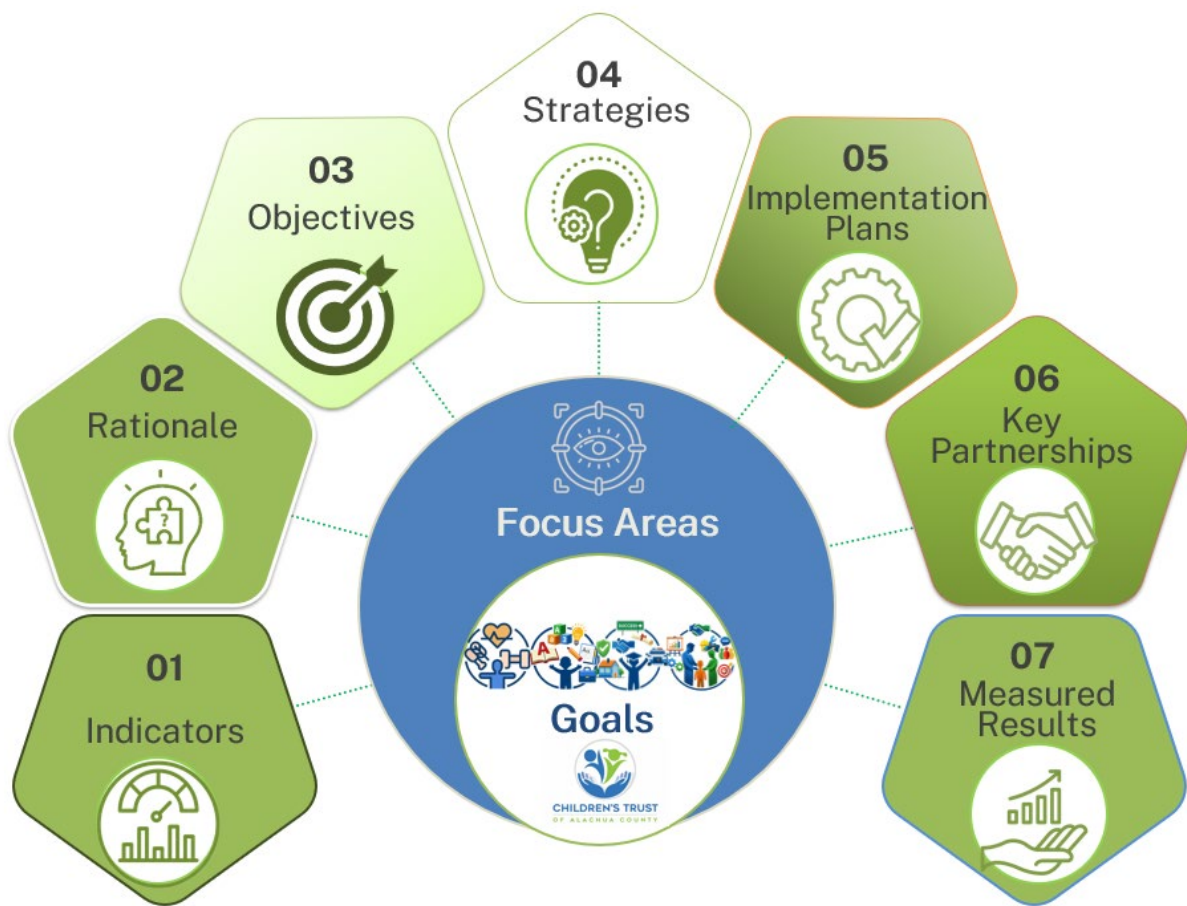 04
Strategies
03
Objectives
05
Implementation
Plans
02
Rationale
06
Key
Partnerships
01
Indicators
07
Measured
Results
Focus Areas
SUCCESS
A
Goals
CHILDREN'S TRUST
OF ALACHUA COUNTY